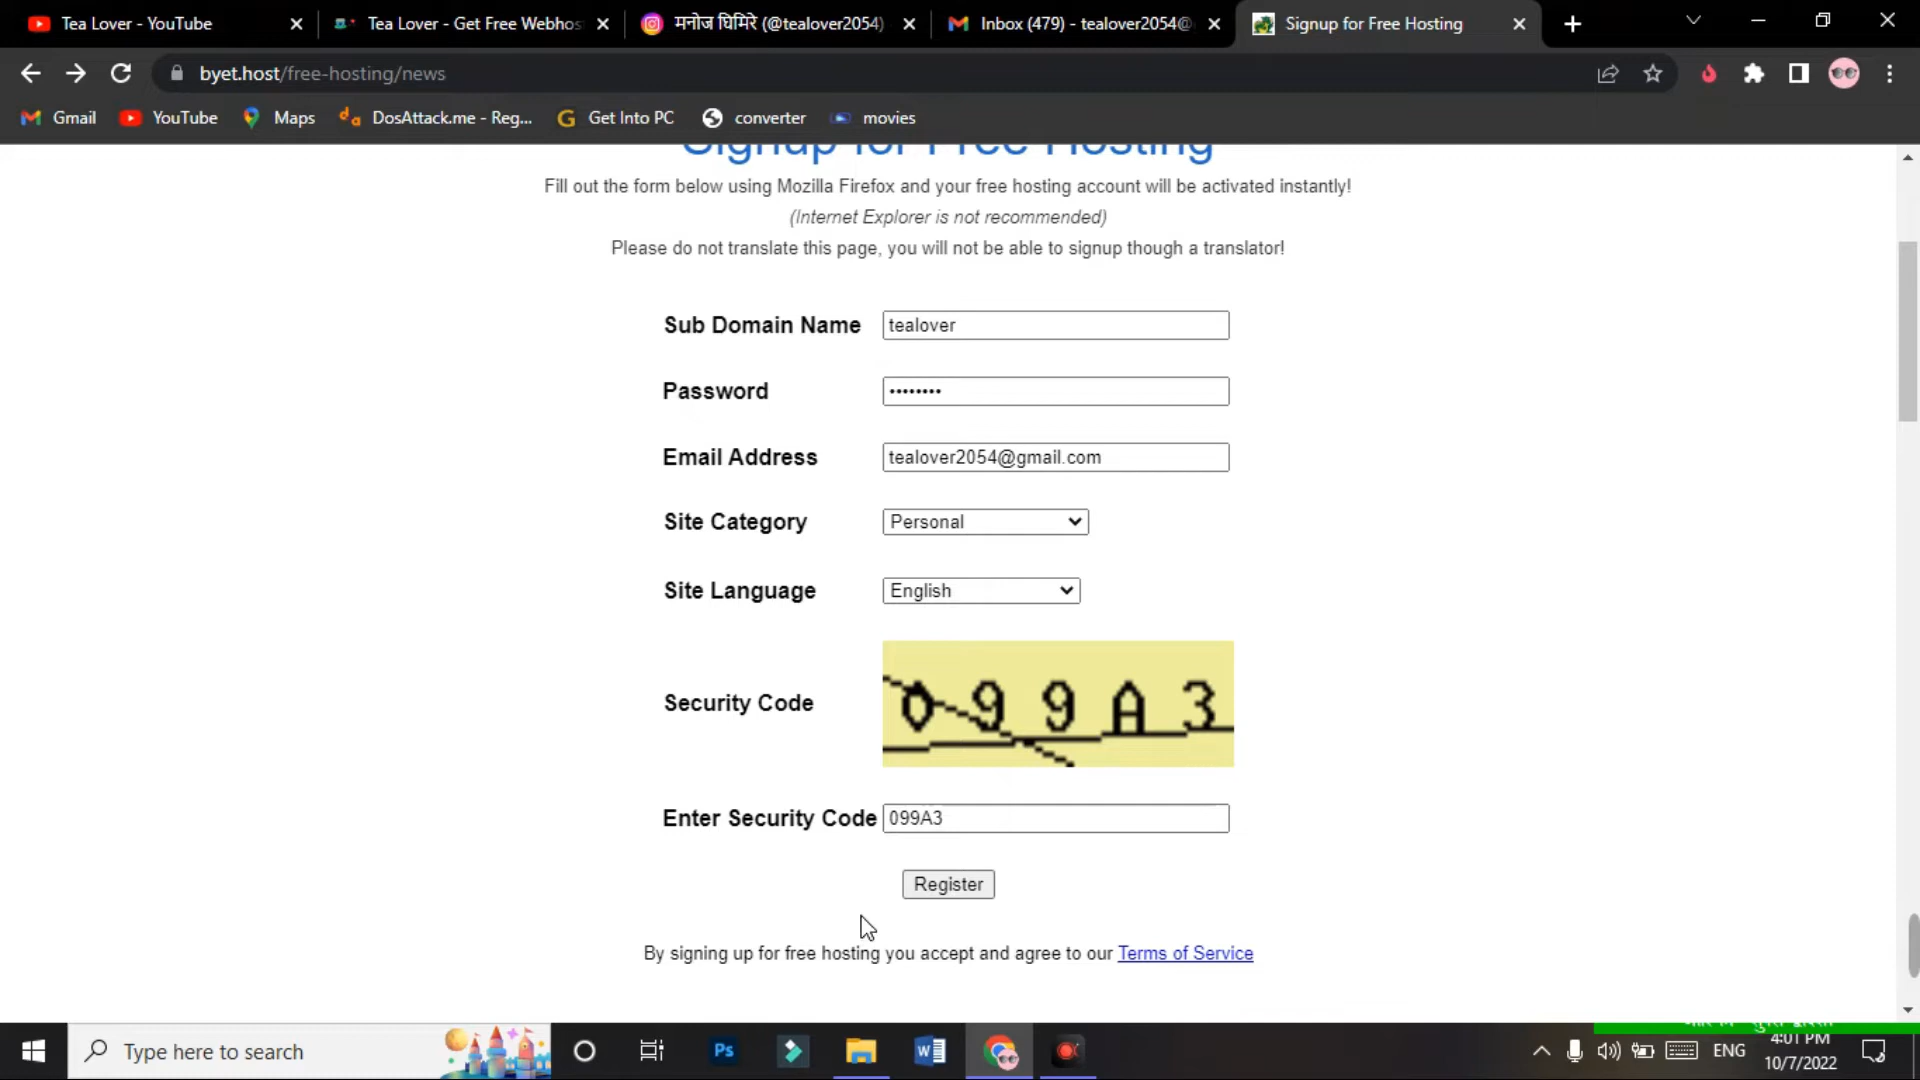 Tea Lover - YouTube
Tea Lover - Get Free Webhos
मनोज घिमिरे (@tealover2054)
Inbox (479) - tealover2054@
Signup for Free Hosting
byet.host/free-hosting/news
Gmail
YouTube
Maps
DosAttack.me - Reg...
Get Into PC
converter
movies
Signup for Free Hosting
Fill out the form below using Mozilla Firefox and your free hosting account will be activated instantly!
(Internet Explorer is not recommended)
Please do not translate this page, you will not be able to signup though a translator!
Sub Domain Name tealover
Password ••••••••
Email Address tealover2054@gmail.com
Site Category Personal
Site Language English
Security Code 099A3
Enter Security Code 099A3
Register
By signing up for free hosting you accept and agree to our Terms of Service
Type here to search
Ps
ENG
4:01 PM
10/7/2022